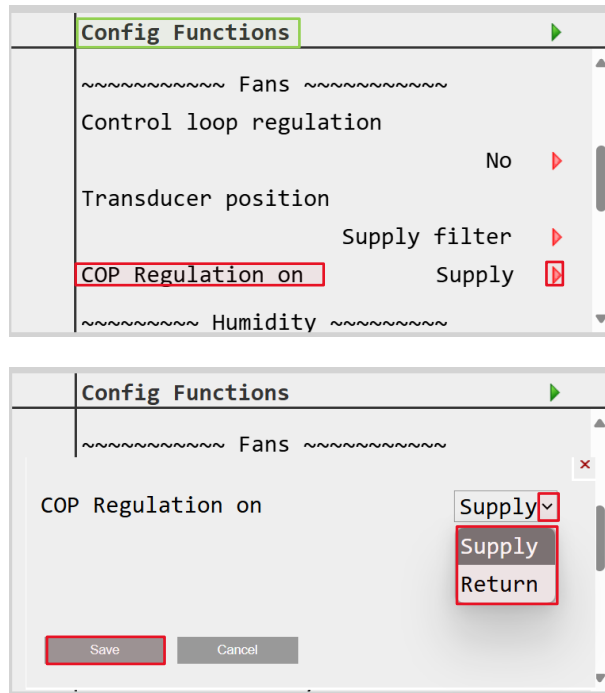 Config Functions
~~~~~~~~~~~ Fans ~~~~~~~~~~~
Control loop regulation
No
Transducer position
Supply filter
COP Regulation on Supply
~~~~~~~~~ Humidity ~~~~~~~~~
Config Functions
~~~~~~~~~~~ Fans ~~~~~~~~~~~
COP Regulation on Supply
Supply
Return
Save Cancel